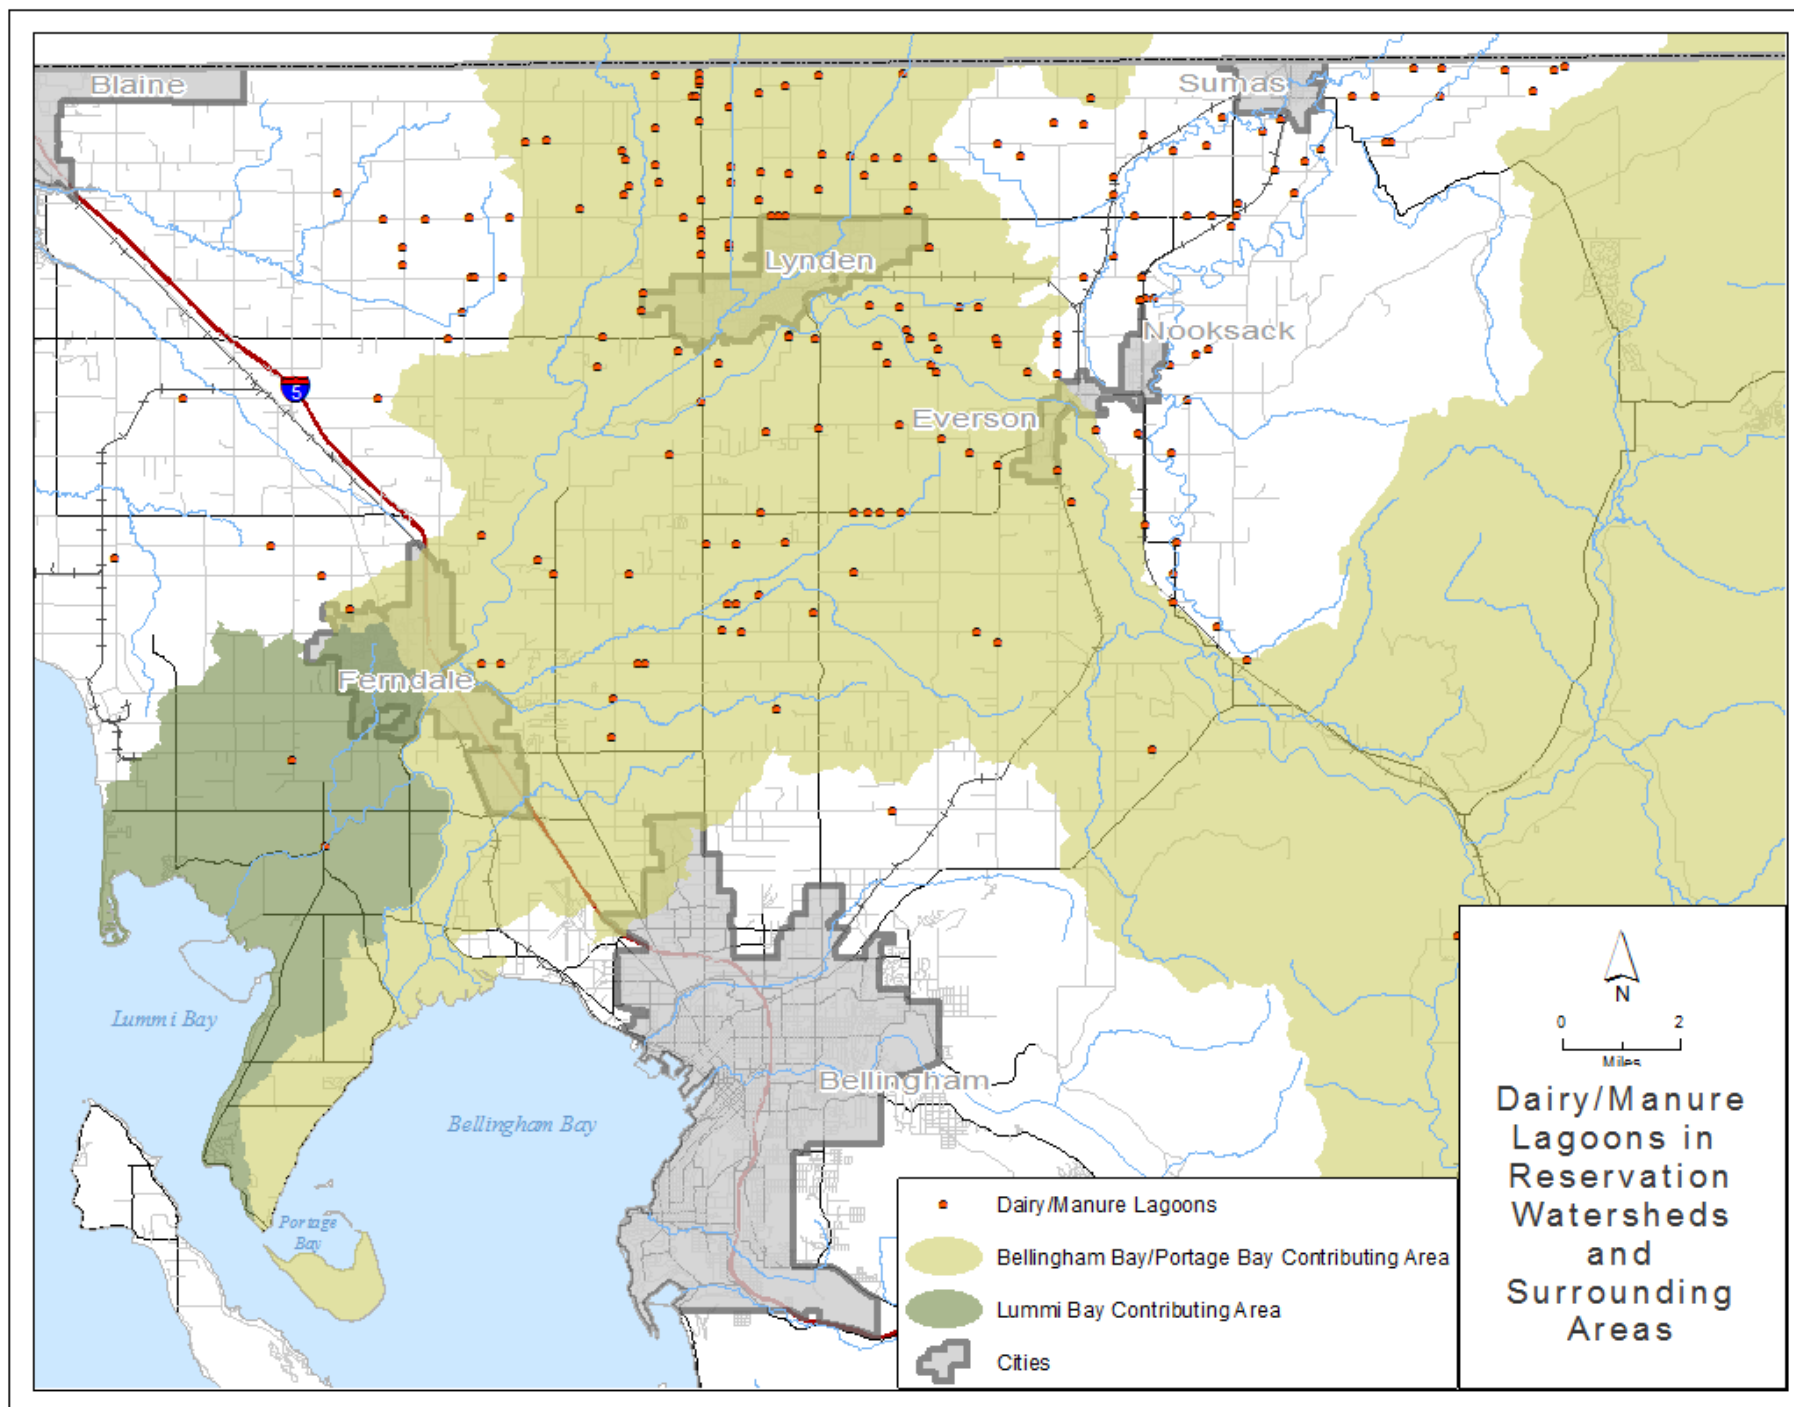 Blaine
Sumas
Lynden
Nooksack
5
Everson
Ferndale
Lummi Bay
Bellingham Bay
Bellingham
Portage
Bay
N
0 2
Miles
Dairy/Manure
Lagoons in
Reservation
Watersheds
and
Surrounding
Areas
Dairy/Manure Lagoons
Bellingham Bay/Portage Bay Contributing Area
Lummi Bay Contributing Area
Cities